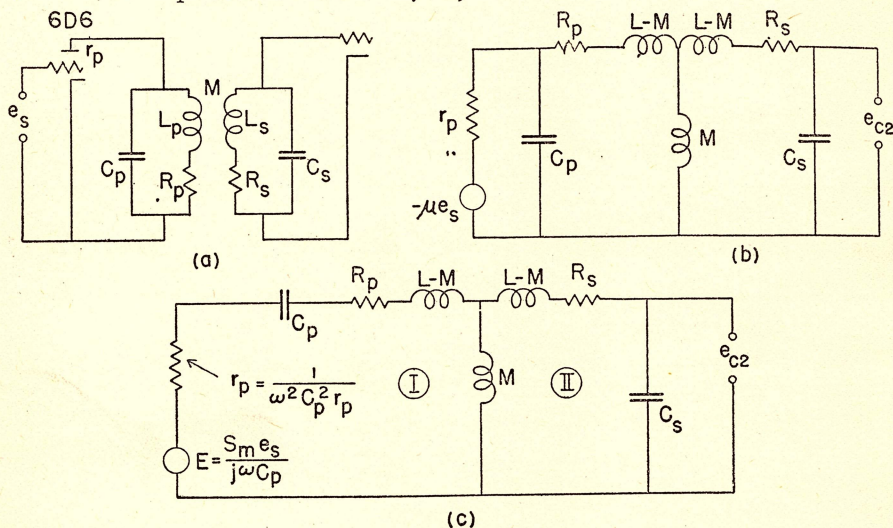 6D6
r_p
e_s
M
L_p
L_s
C_p
R_p
R_s
C_s
(a)
R_p
L-M L-M
R_s
r_p
C_p
M
C_s
e_c2
-μe_s
(b)
R_p
L-M
L-M
R_s
C_p
r_p = 1 / ω²C_p²r_p
I
M
II
C_s
e_c2
E = S_m e_s / jωC_p
(c)